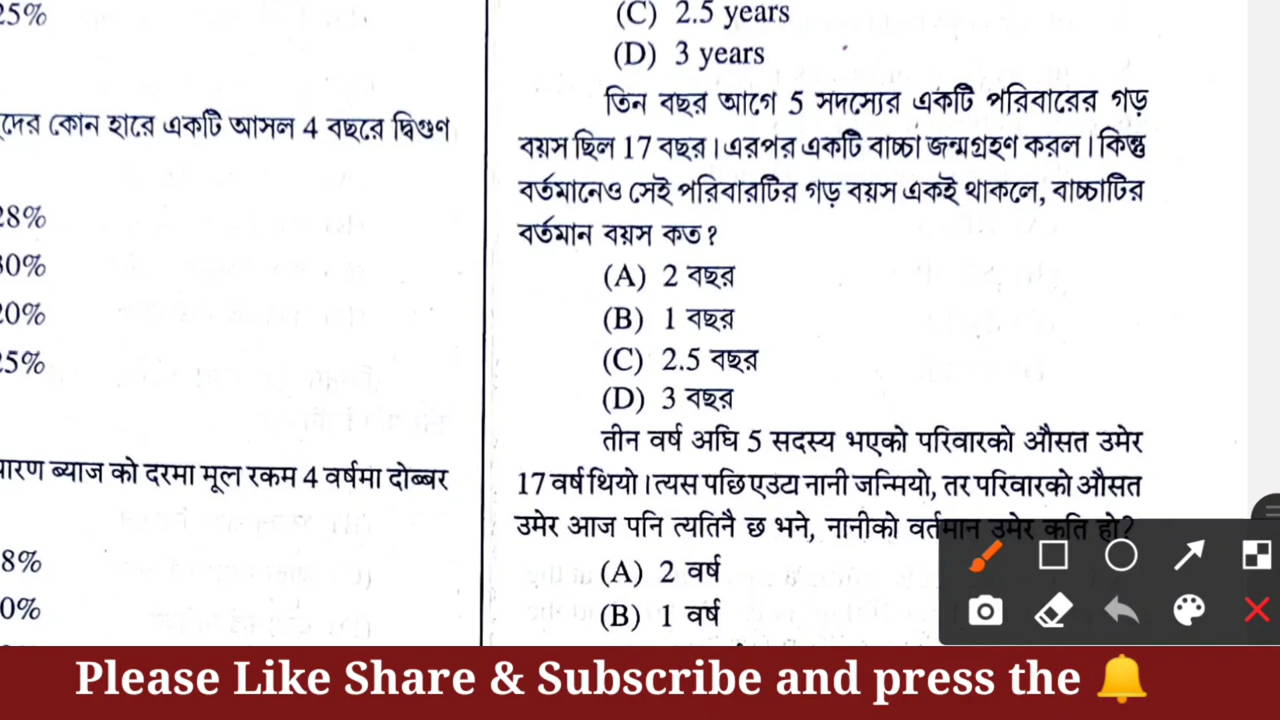 25%
দের কোন হারে একটি আসল 4 বছরে দ্বিগুণ
28%
30%
20%
25%
धारण ब्याज को दरमा मूल रकम 4 वर्षमा दोब्बर
8%
0%
(C) 2.5 years
(D) 3 years
তিন বছর আগে 5 সদস্যের একটি পরিবারের গড়
বয়স ছিল 17 বছর। এরপর একটি বাচ্চা জন্মগ্রহণ করল। কিন্তু
বর্তমানেও সেই পরিবারটির গড় বয়স একই থাকলে, বাচ্চাটির
বর্তমান বয়স কত?
(A) 2 বছর
(B) 1 বছর
(C) 2.5 বছর
(D) 3 বছর
तीन वर्ष अघि 5 सदस्य भएको परिवारको औसत उमेर
17 वर्ष थियो। त्यस पछि एउटा नानी जन्मियो, तर परिवारको औसत
उमेर आज पनि त्यतिनै छ भने, नानीको वर्तमान उमेर कति हो?
(A) 2 वर्ष
(B) 1 वर्ष
Please Like Share & Subscribe and press the